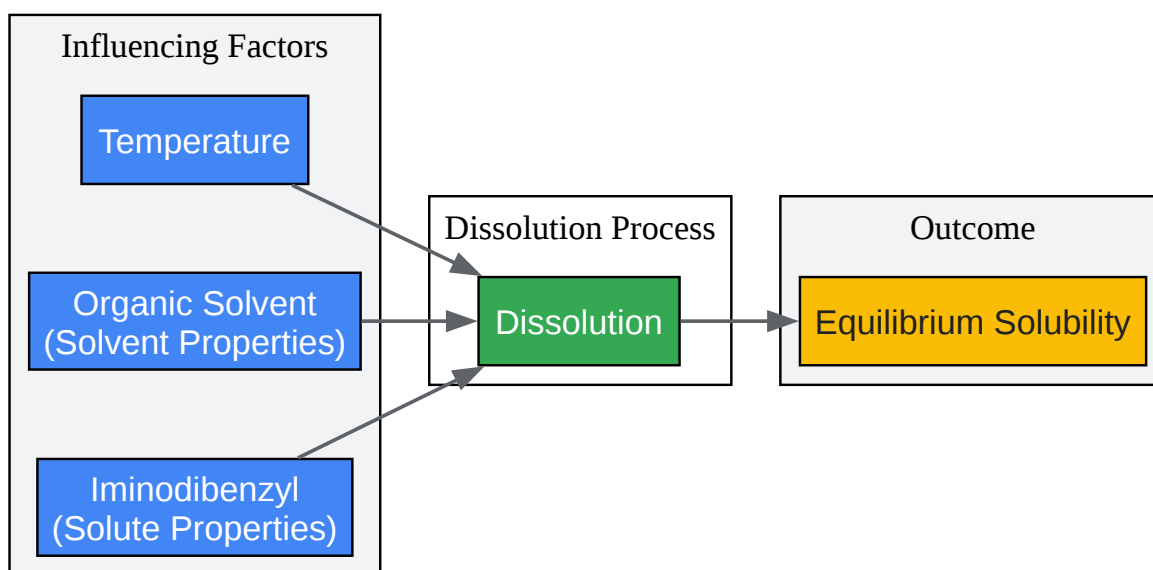 Influencing Factors
Temperature
Organic Solvent
(Solvent Properties)
Iminodibenzyl
(Solute Properties)
Dissolution Process
Dissolution
Outcome
Equilibrium Solubility